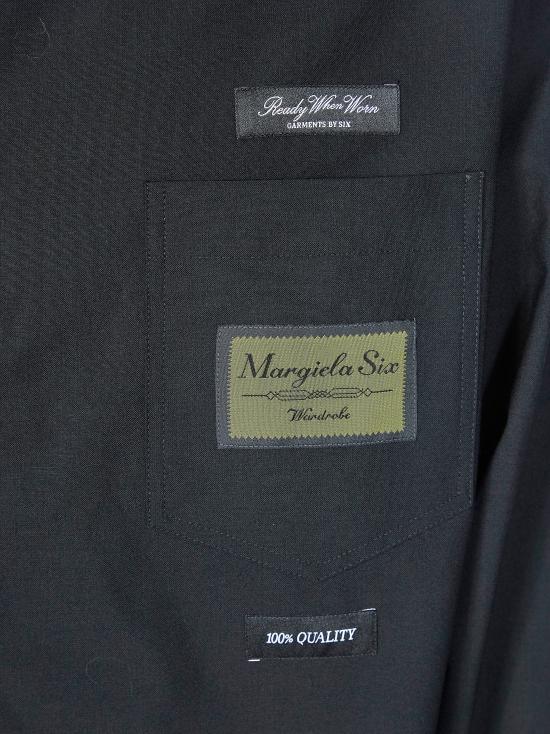 Ready When Worn
GARMENTS BY SIX
Margiela Six
Wardrobe
100% QUALITY